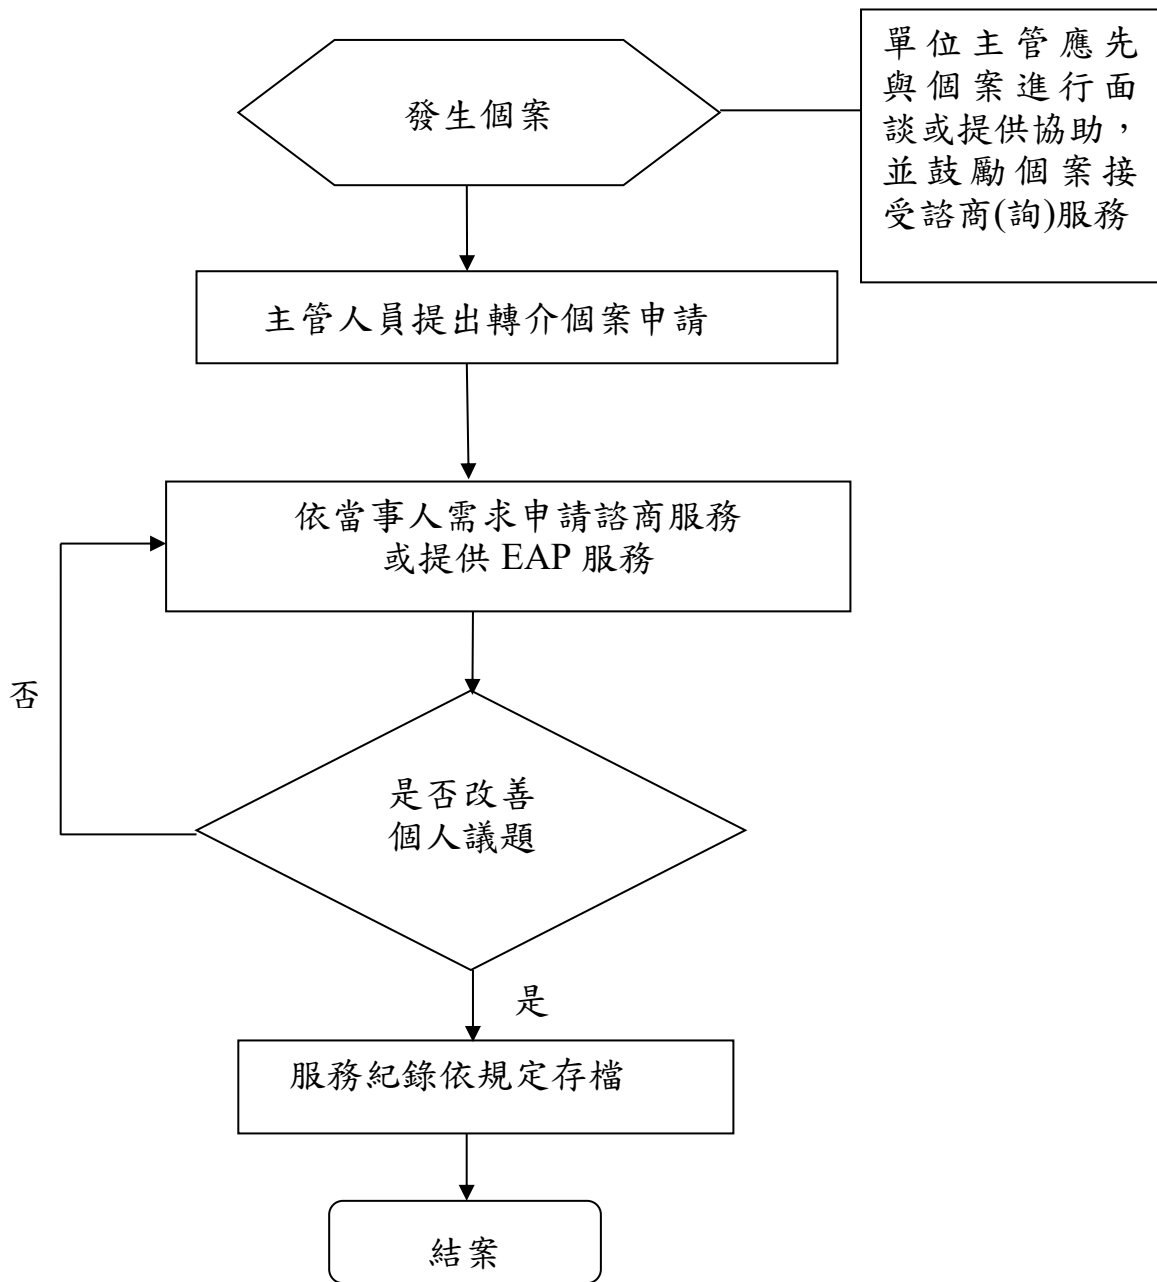 發生個案
單位主管應先
與個案進行面
談或提供協助，
並鼓勵個案接
受諮商(詢)服務
主管人員提出轉介個案申請
依當事人需求申請諮商服務
或提供 EAP 服務
否
是否改善
個人議題
是
服務紀錄依規定存檔
結案